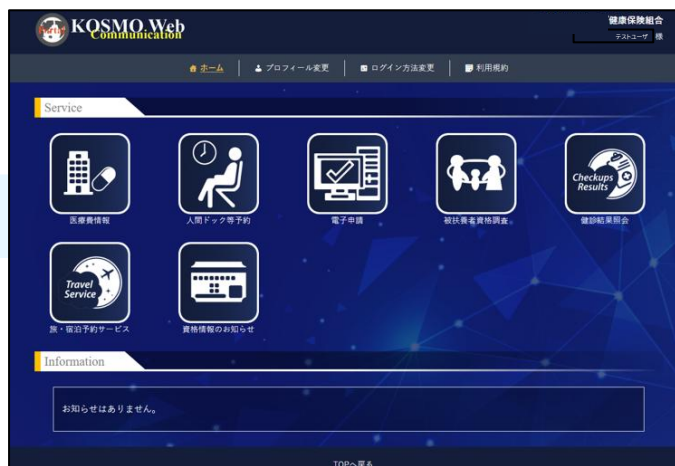 Portal
KOSMO Web
Communication
健康保険組合
テストユーザ 様
ホーム
プロフィール変更
ログイン方法変更
利用規約
Service
医療費情報
人間ドック等予約
電子申請
被扶養者資格調査。
Checkups
Results
健診結果照会
Travel
Service
旅・宿泊予約サービス
資格情報のお知らせ
Information
お知らせはありません。
TOPへ戻る